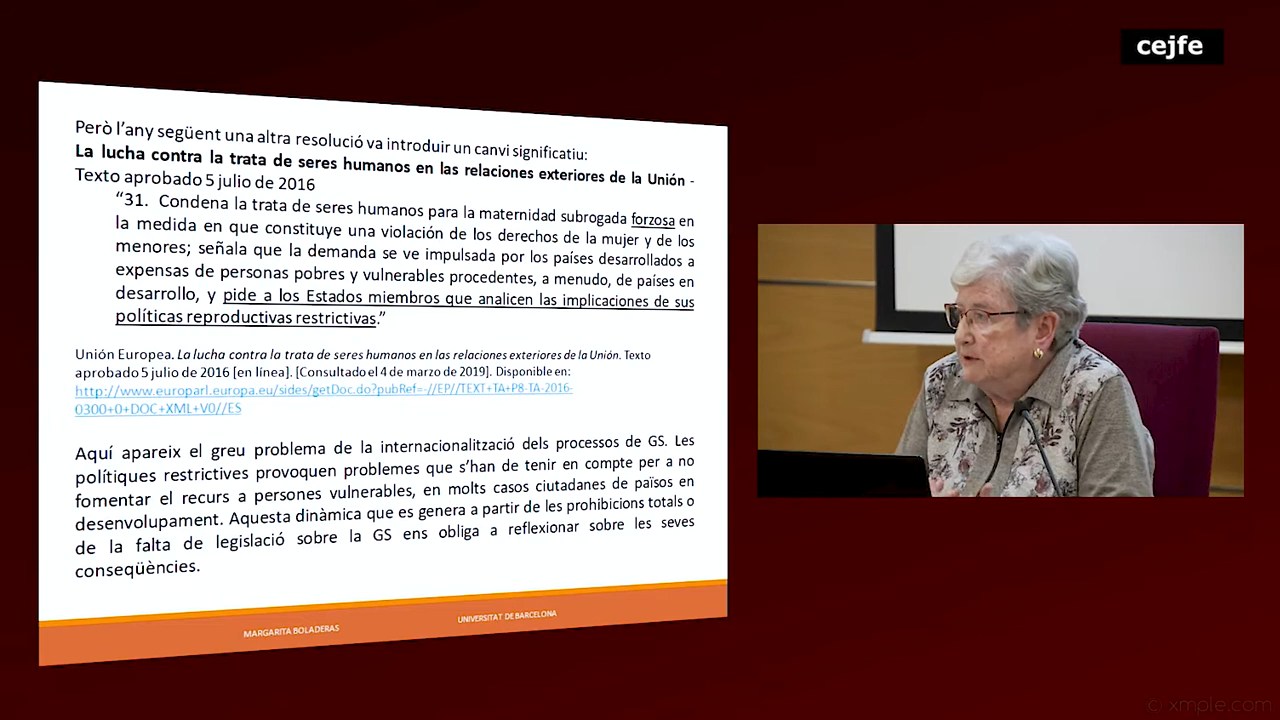 cejfe
Però l'any següent una altra resolució va introduir un canvi significatiu:
La lucha contra la trata de seres humanos en las relaciones exteriores de la Unión -
Texto aprobado 5 julio de 2016
“31. Condena la trata de seres humanos para la maternidad subrogada forzosa en
la medida en que constituye una violación de los derechos de la mujer y de los
menores; señala que la demanda se ve impulsada por los países desarrollados a
expensas de personas pobres y vulnerables procedentes, a menudo, de países en
desarrollo, y pide a los Estados miembros que analicen las implicaciones de sus
políticas reproductivas restrictivas.”
Unión Europea. La lucha contra la trata de seres humanos en las relaciones exteriores de la Unión. Texto
aprobado 5 julio de 2016 [en línea]. [Consultado el 4 de marzo de 2019]. Disponible en:
http://www.europarl.europa.eu/sides/getDoc.do?pubRef=-//EP//TEXT+TA+P8-TA-2016-
0300+0+DOC+XML+V0//ES
Aquí apareix el greu problema de la internacionalització dels processos de GS. Les
polítiques restrictives provoquen problemes que s'han de tenir en compte per a no
fomentar el recurs a persones vulnerables, en molts casos ciutadanes de països en
desenvolupament. Aquesta dinàmica que es genera a partir de les prohibicions totals o
de la falta de legislació sobre la GS ens obliga a reflexionar sobre les seves
conseqüències.
MARGARITA BOLADERAS
UNIVERSITAT DE BARCELONA
© xmple.com